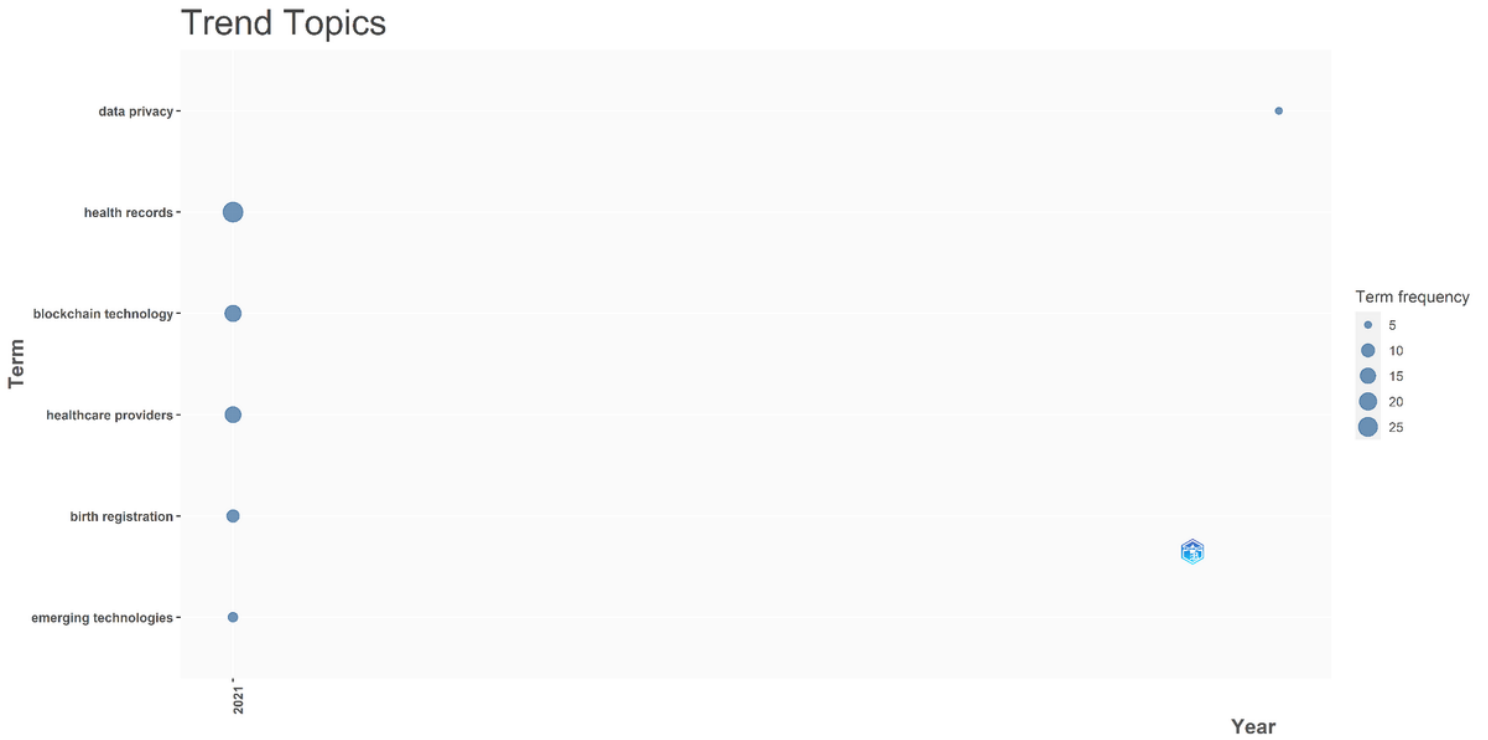 Trend Topics
data privacy
health records
blockchain technology
healthcare providers
birth registration
emerging technologies
Term
2021
Year
Term frequency
5
10
15
20
25